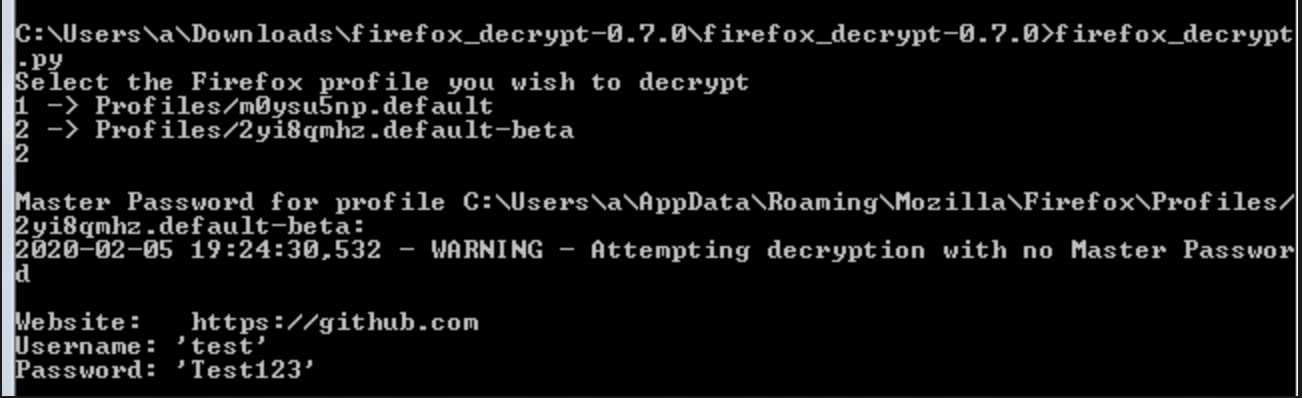 C:\Users\a\Downloads\firefox_decrypt-0.7.0\firefox_decrypt-0.7.0>firefox_decrypt
.py
Select the Firefox profile you wish to decrypt
1 -> Profiles/m0ysu5np.default
2 -> Profiles/2yi8qmhz.default-beta
2
Master Password for profile C:\Users\a\AppData\Roaming\Mozilla\Firefox\Profiles/
2yi8qmhz.default-beta:
2020-02-05 19:24:30,532 - WARNING - Attempting decryption with no Master Passwor
d
Website:   https://github.com
Username: 'test'
Password: 'Test123'